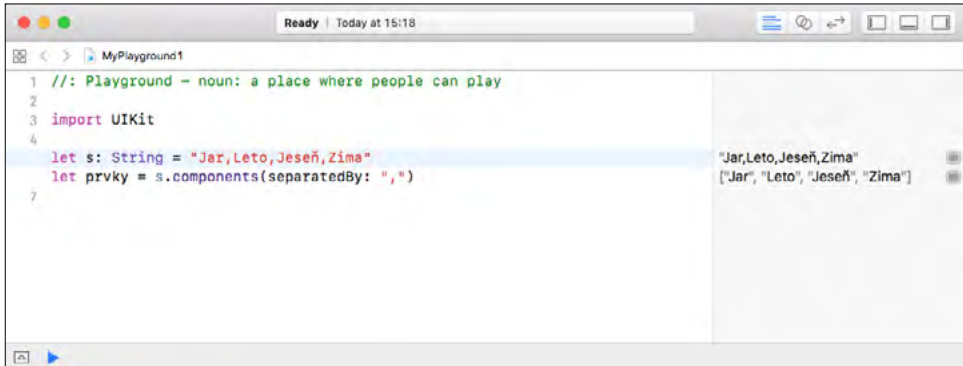 Ready | Today at 15:18
MyPlayground1
1 //: Playground – noun: a place where people can play
2
3 import UIKit
4
let s: String = "Jar,Leto,Jeseň,Zima" "Jar,Leto,Jeseň,Zima"
let prvky = s.components(separatedBy: ",") ["Jar", "Leto", "Jeseň", "Zima"]
7